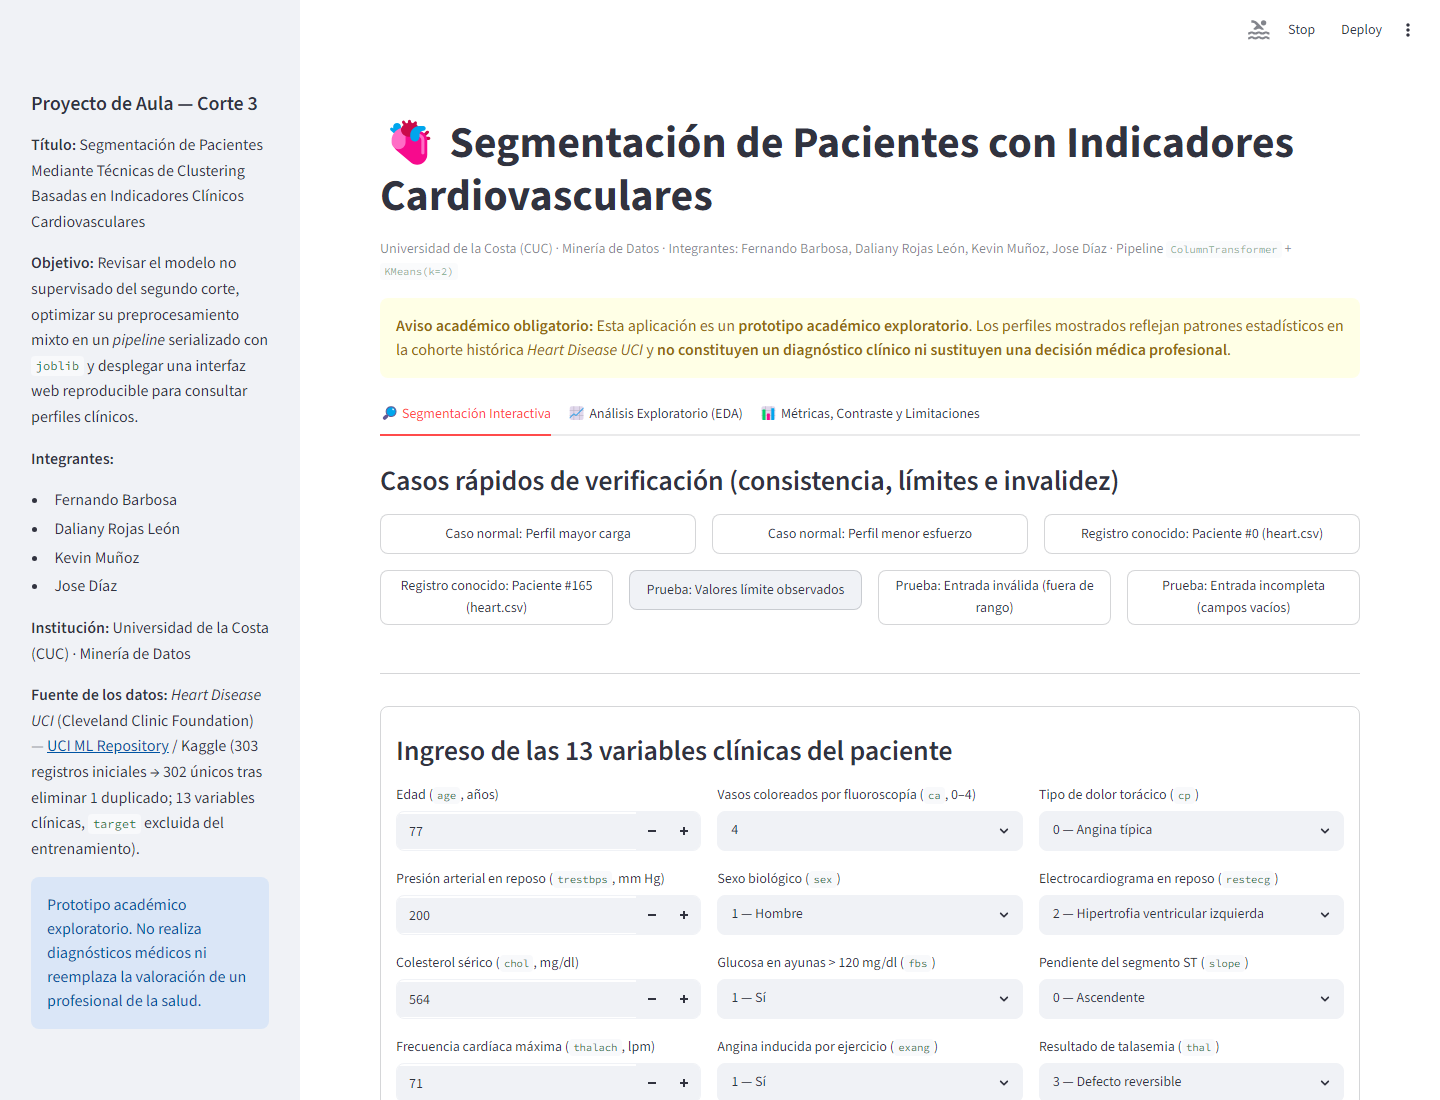 Stop
Deploy
Proyecto de Aula — Corte 3
Título: Segmentación de Pacientes
Mediante Técnicas de Clustering
Basadas en Indicadores Clínicos
Cardiovasculares
Objetivo: Revisar el modelo no
supervisado del segundo corte,
optimizar su preprocesamiento
mixto en un pipeline serializado con
joblib y desplegar una interfaz
web reproducible para consultar
perfiles clínicos.
Integrantes:
• Fernando Barbosa
• Daliany Rojas León
• Kevin Muñoz
• Jose Díaz
Institución: Universidad de la Costa
(CUC) · Minería de Datos
Fuente de los datos: Heart Disease
UCI (Cleveland Clinic Foundation)
— UCI ML Repository / Kaggle (303
registros iniciales → 302 únicos tras
eliminar 1 duplicado; 13 variables
clínicas, target excluida del
entrenamiento).
Prototipo académico
exploratorio. No realiza
diagnósticos médicos ni
reemplaza la valoración de un
profesional de la salud.
Segmentación de Pacientes con Indicadores
Cardiovasculares
Universidad de la Costa (CUC) · Minería de Datos · Integrantes: Fernando Barbosa, Daliany Rojas León, Kevin Muñoz, Jose Díaz · Pipeline ColumnTransformer +
KMeans(k=2)
Aviso académico obligatorio: Esta aplicación es un prototipo académico exploratorio. Los perfiles mostrados reflejan patrones estadísticos en
la cohorte histórica Heart Disease UCI y no constituyen un diagnóstico clínico ni sustituyen una decisión médica profesional.
Segmentación Interactiva
Análisis Exploratorio (EDA)
Métricas, Contraste y Limitaciones
Casos rápidos de verificación (consistencia, límites e invalidez)
Caso normal: Perfil mayor carga
Caso normal: Perfil menor esfuerzo
Registro conocido: Paciente #0 (heart.csv)
Registro conocido: Paciente #165
(heart.csv)
Prueba: Valores límite observados
Prueba: Entrada inválida (fuera de
rango)
Prueba: Entrada incompleta
(campos vacíos)
Ingreso de las 13 variables clínicas del paciente
Edad ( age , años)
77
Vasos coloreados por fluoroscopía ( ca , 0–4)
4
Tipo de dolor torácico ( cp )
0 — Angina típica
Presión arterial en reposo ( trestbps , mm Hg)
200
Sexo biológico ( sex )
1 — Hombre
Electrocardiograma en reposo ( restecg )
2 — Hipertrofia ventricular izquierda
Colesterol sérico ( chol , mg/dl)
564
Glucosa en ayunas > 120 mg/dl ( fbs )
1 — Sí
Pendiente del segmento ST ( slope )
0 — Ascendente
Frecuencia cardíaca máxima ( thalach , lpm)
71
Angina inducida por ejercicio ( exang )
1 — Sí
Resultado de talasemia ( thal )
3 — Defecto reversible